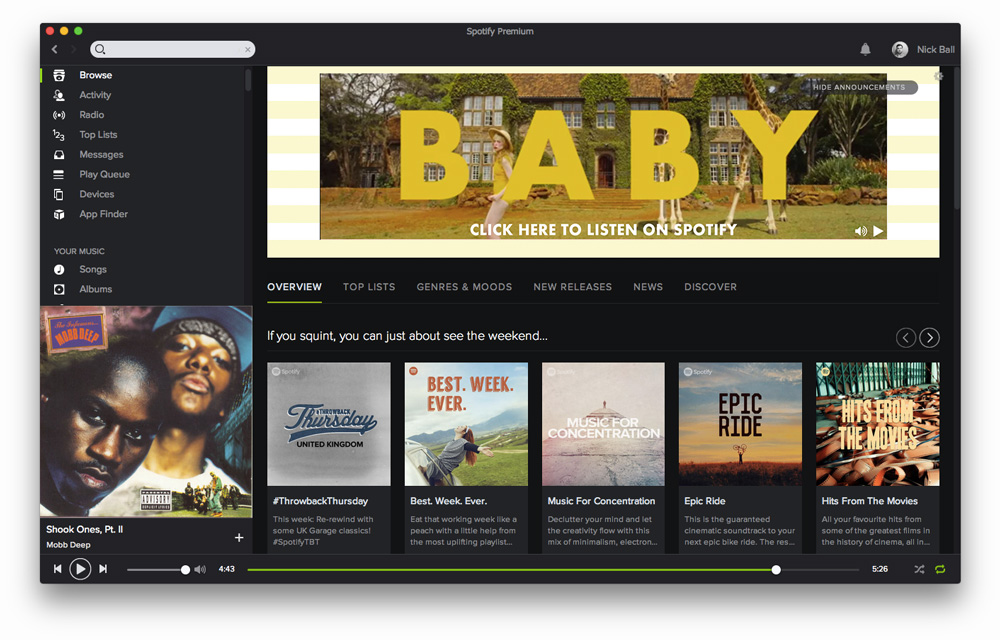 Spotify Premium
Nick Ball
Browse
Activity
Radio
Top Lists
Messages
Play Queue
Devices
App Finder
YOUR MUSIC
Songs
Albums
HIDE ANNOUNCEMENTS
BABY
CLICK HERE TO LISTEN ON SPOTIFY
OVERVIEW
TOP LISTS
GENRES & MOODS
NEW RELEASES
NEWS
DISCOVER
If you squint, you can just about see the weekend...
Spotify
#THROWBACK
Thursday
UNITED KINGDOM
#ThrowbackThursday
This week: Re-rewind with
some UK Garage classics!
#SpotifyTBT
BEST. WEEK.
EVER.
Best. Week. Ever.
Eat that working week like a
peach with a little help from
the most uplifting playlist...
MUSIC FOR
CONCENTRATION
Music For Concentration
Declutter your mind and let
the creativity flow with this
mix of minimalism, electron...
Spotify
EPIC
RIDE
Epic Ride
This is the guaranteed
cinematic soundtrack to your
next epic bike ride. The res...
HITS FROM
THE MOVIES
Hits From The Movies
All your favourite hits from
some of the greatest films in
the history of cinema, all in...
The Infamous...
MOBB DEEP
PARENTAL
ADVISORY
EXPLICIT LYRICS
Shook Ones, Pt. II
Mobb Deep
4:43
5:26